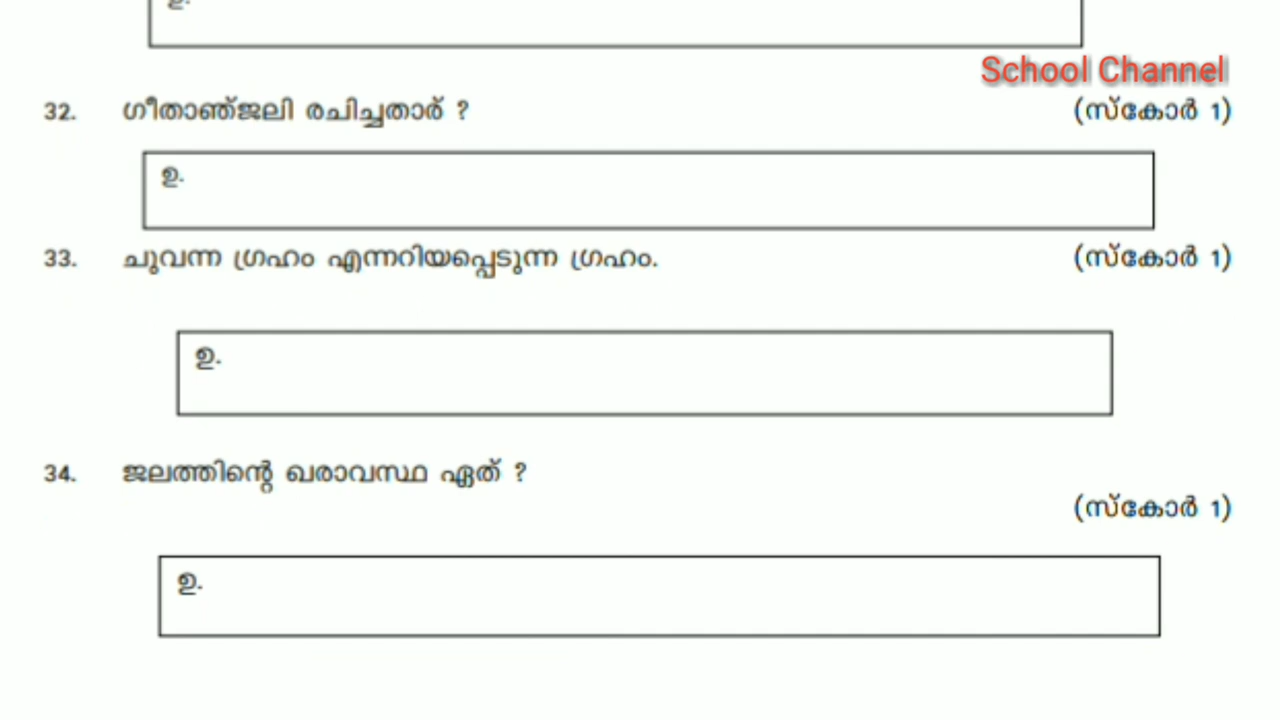 ഉ.
School Channel
32. ഗീതാഞ്ജലി രചിച്ചതാര് ? (സ്കോർ 1)
ഉ.
33. ചുവന്ന ഗ്രഹം എന്നറിയപ്പെടുന്ന ഗ്രഹം. (സ്കോർ 1)
ഉ.
34. ജലത്തിന്റെ ഖരാവസ്ഥ ഏത് ?
(സ്കോർ 1)
ഉ.